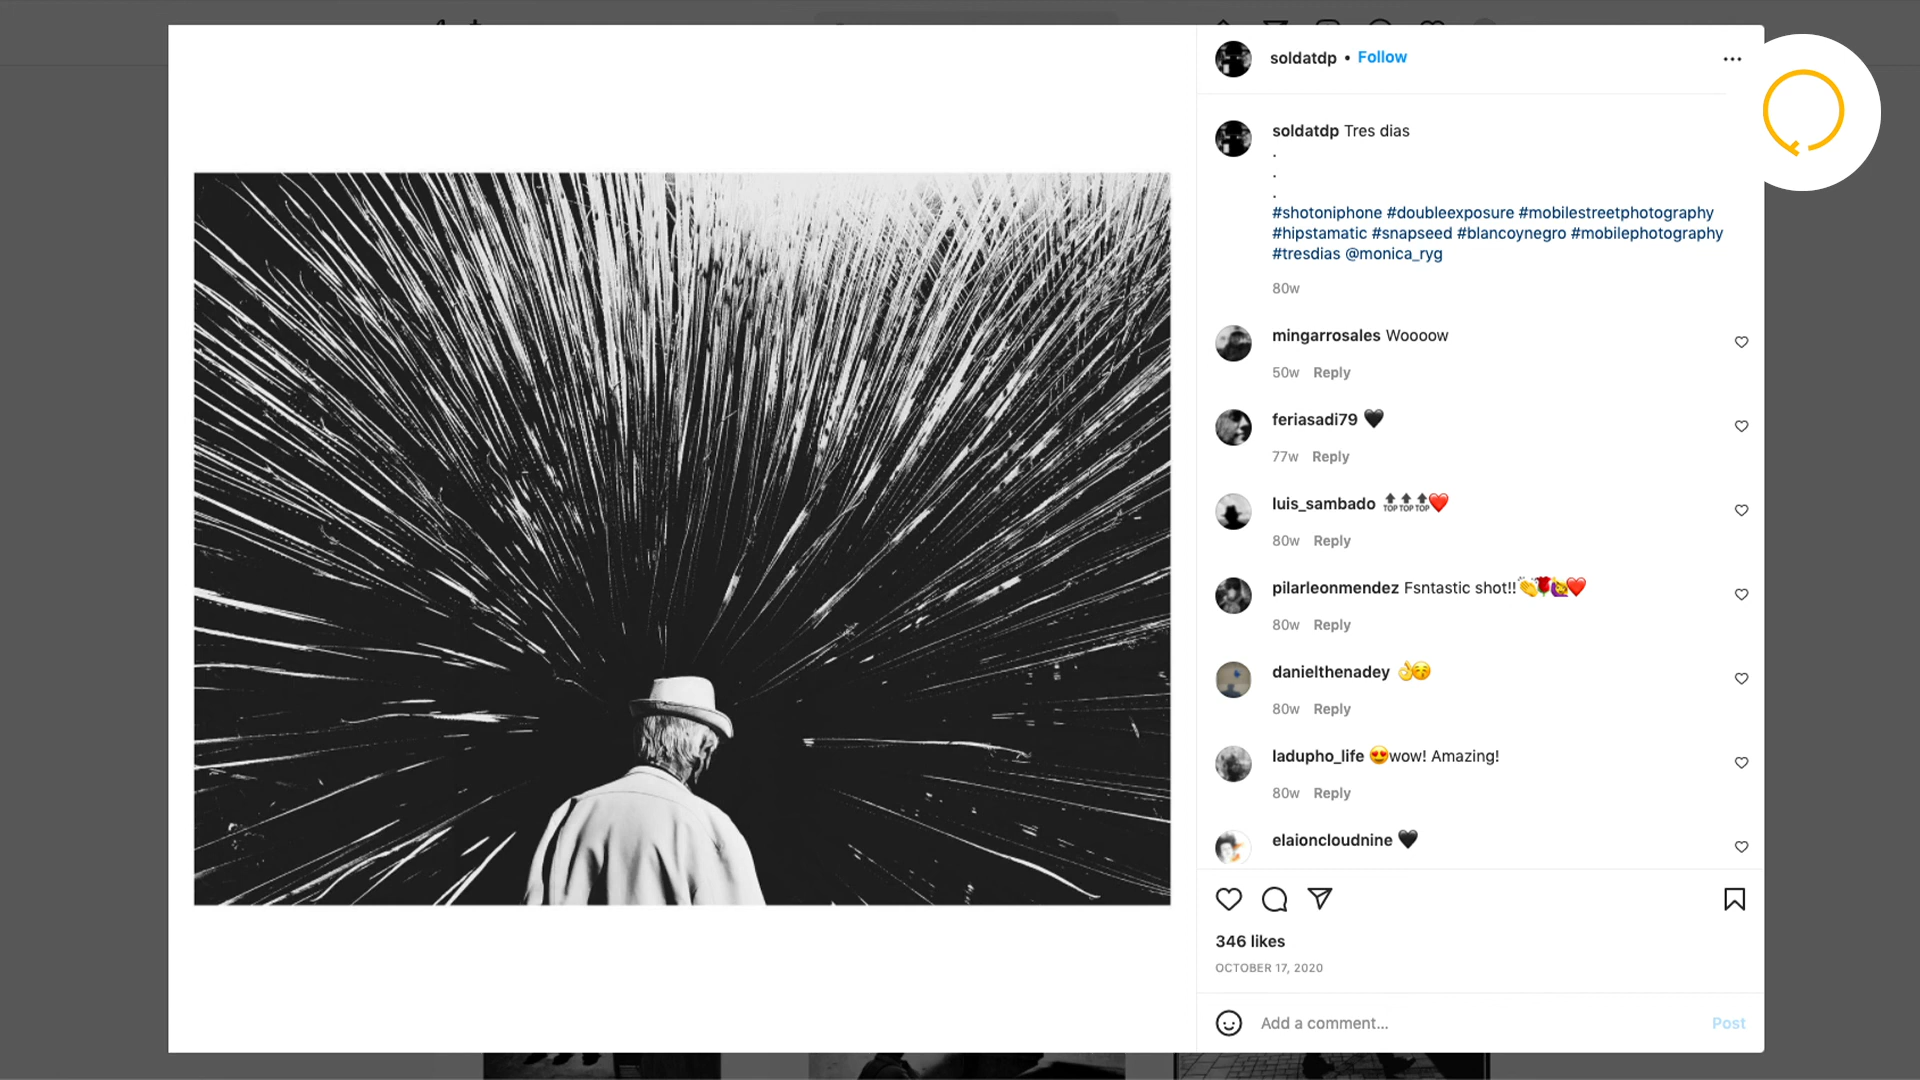 soldatdp • Follow
soldatdp Tres dias
.
.
.
#shotoniphone #doubleexposure #mobilestreetphotography
#hipstamatic #snapseed #blancoynegro #mobilephotography
#tresdias @monica_ryg
80w
mingarrosales Woooow
50w Reply
feriasadi79 🖤
77w Reply
luis_sambado 🔝🔝🔝❤️
80w Reply
pilarleonmendez Fsntastic shot!!👏🌹🙋❤️
80w Reply
danielthenadey 👌😚
80w Reply
ladupho_life 😍wow! Amazing!
80w Reply
elaioncloudnine 🖤
346 likes
OCTOBER 17, 2020
Add a comment... Post